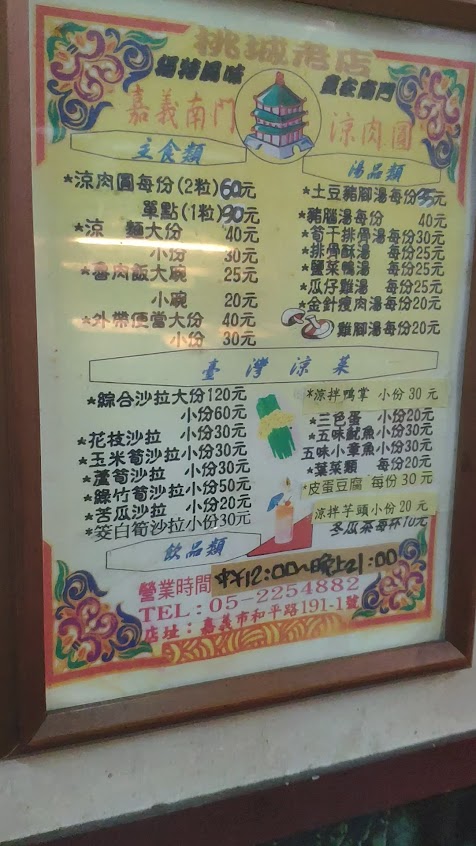 桃城老店
獨特風味
嘉義南門
涼肉圓
主食類
*涼肉圓每份(2粒)60元
單點(1粒)30元
*涼 麵大份 40元
小份 30元
*魯肉飯大碗 25元
小碗 20元
*外帶便當大份 40元
小份 30元
湯品類
*土豆豬腳湯每份35元
*豬腦湯每份 40元
*筍干排骨湯每份30元
*排骨酥湯 每份25元
*鹽菜鴨湯 每份25元
*瓜仔雞湯 每份25元
*金針瘦肉湯每份20元
雞腳湯每份20元
臺灣涼菜
*綜合沙拉大份120元
小份60元
*花枝沙拉 小份30元
*玉米筍沙拉小份30元
*蘆筍沙拉 小份30元
*綠竹筍沙拉小份50元
*苦瓜沙拉 小份20元
*筊白筍沙拉小份30元
*涼拌鴨掌 小份30元
*三色蛋 小份20元
*五味魷魚小份30元
五味小章魚小份30元
*葉菜類 每份20元
*皮蛋豆腐 每份30元
涼拌芋頭小份20元
飲品類
冬瓜茶每杯10元
營業時間中午12:00~晚上21:00
TEL:05-2254882
店址:嘉義市和平路191-1號